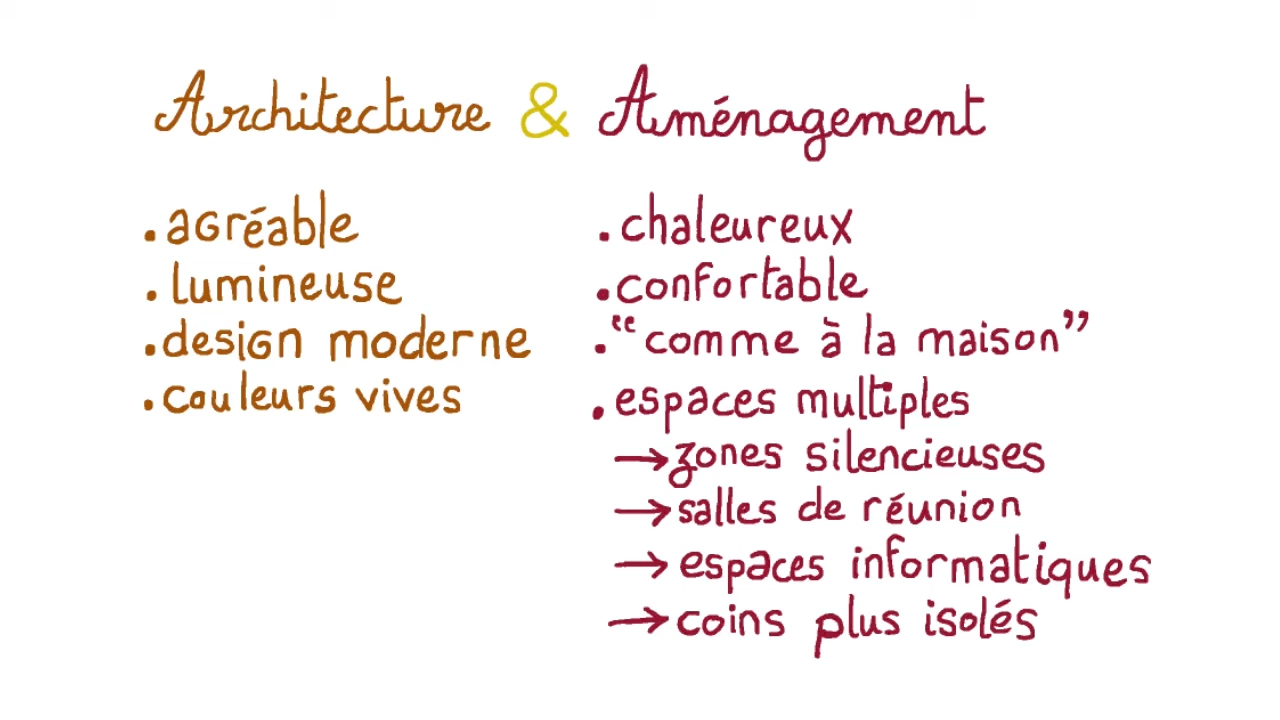 Architecture & Aménagement
. agréable
. lumineuse
. design moderne
. couleurs vives
. chaleureux
. confortable
. “comme à la maison”
. espaces multiples
→ zones silencieuses
→ salles de réunion
→ espaces informatiques
→ coins plus isolés